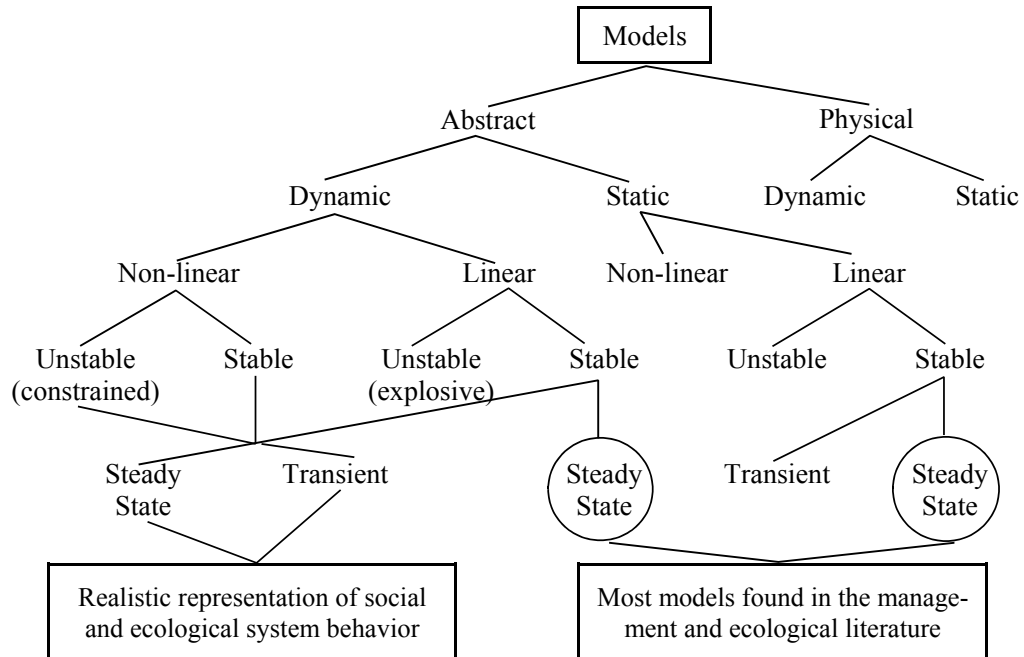 Models
Abstract
Physical
Dynamic
Static
Dynamic
Static
Non-linear
Linear
Non-linear
Linear
Unstable
(constrained)
Stable
Unstable
(explosive)
Stable
Unstable
Stable
Steady
State
Transient
Steady
State
Transient
Steady
State
Realistic representation of social
and ecological system behavior
Most models found in the manage-
ment and ecological literature